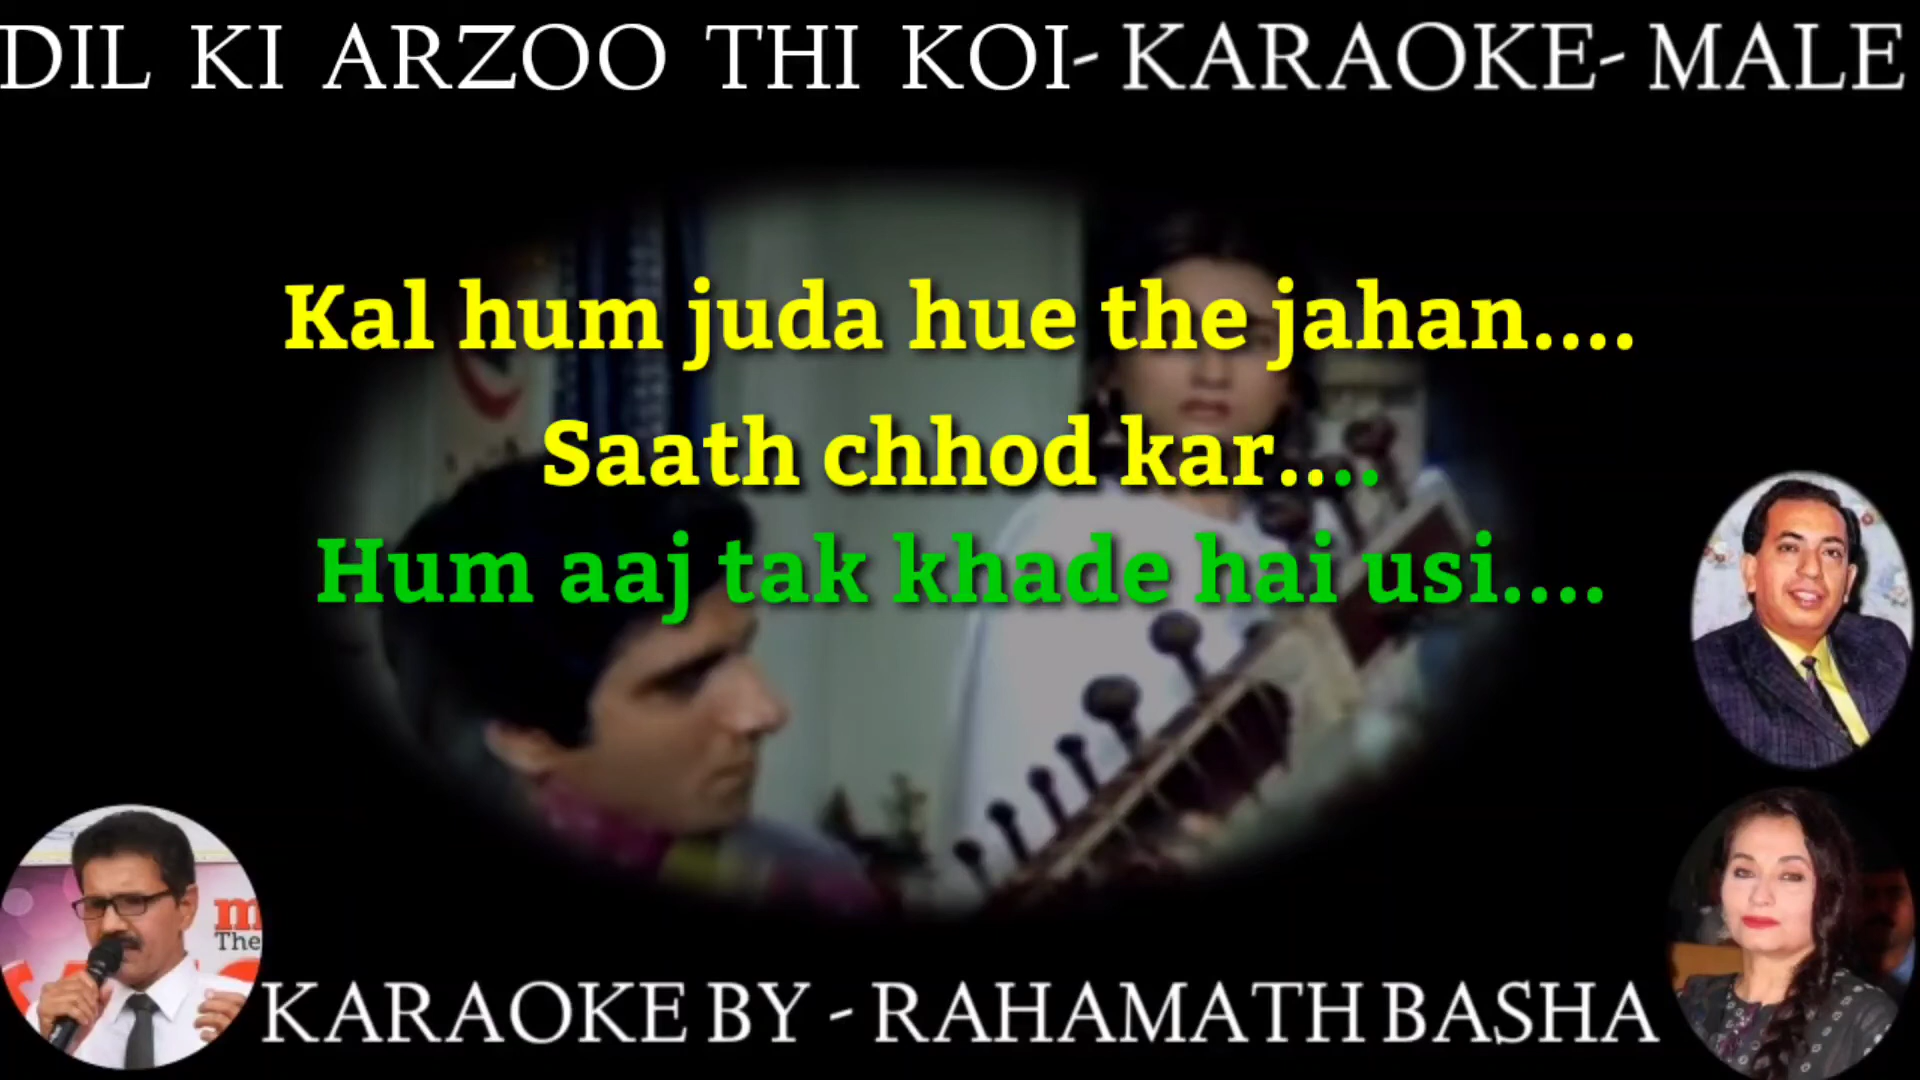 DIL KI ARZOO THI KOI- KARAOKE- MALE
Kal hum juda hue the jahan....
Saath chhod kar....
Hum aaj tak khade hai usi....
m
The
KARAOKE BY - RAHAMATH BASHA